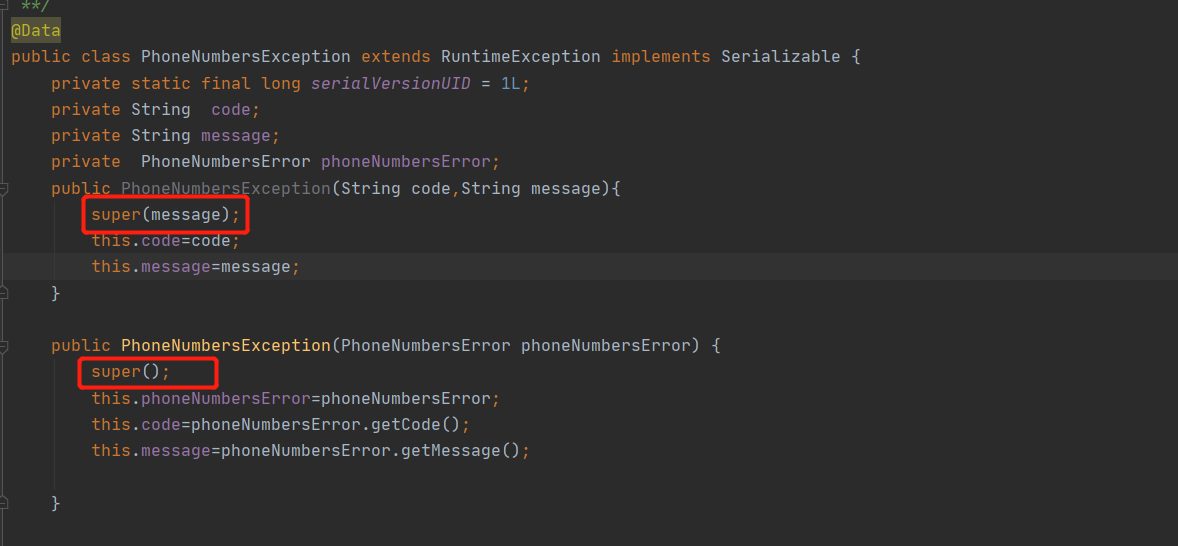 **/
@Data
public class PhoneNumbersException extends RuntimeException implements Serializable {
private static final long serialVersionUID = 1L;
private String  code;
private String message;
private  PhoneNumbersError phoneNumbersError;
public PhoneNumbersException(String code,String message){
super(message);
this.code=code;
this.message=message;
}
public PhoneNumbersException(PhoneNumbersError phoneNumbersError) {
super();
this.phoneNumbersError=phoneNumbersError;
this.code=phoneNumbersError.getCode();
this.message=phoneNumbersError.getMessage();
}